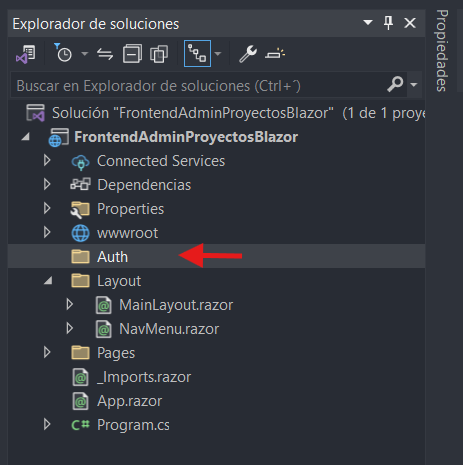 Explorador de soluciones
Buscar en Explorador de soluciones (Ctrl+´)
Solución "FrontendAdminProyectosBlazor" (1 de 1 proye
FrontendAdminProyectosBlazor
Connected Services
Dependencias
Properties
wwwroot
Auth
Layout
MainLayout.razor
NavMenu.razor
Pages
_Imports.razor
App.razor
C# Program.cs
Propiedades